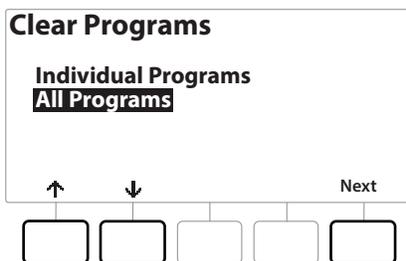 Clear Programs
Individual Programs
All Programs
↑ ↓ Next